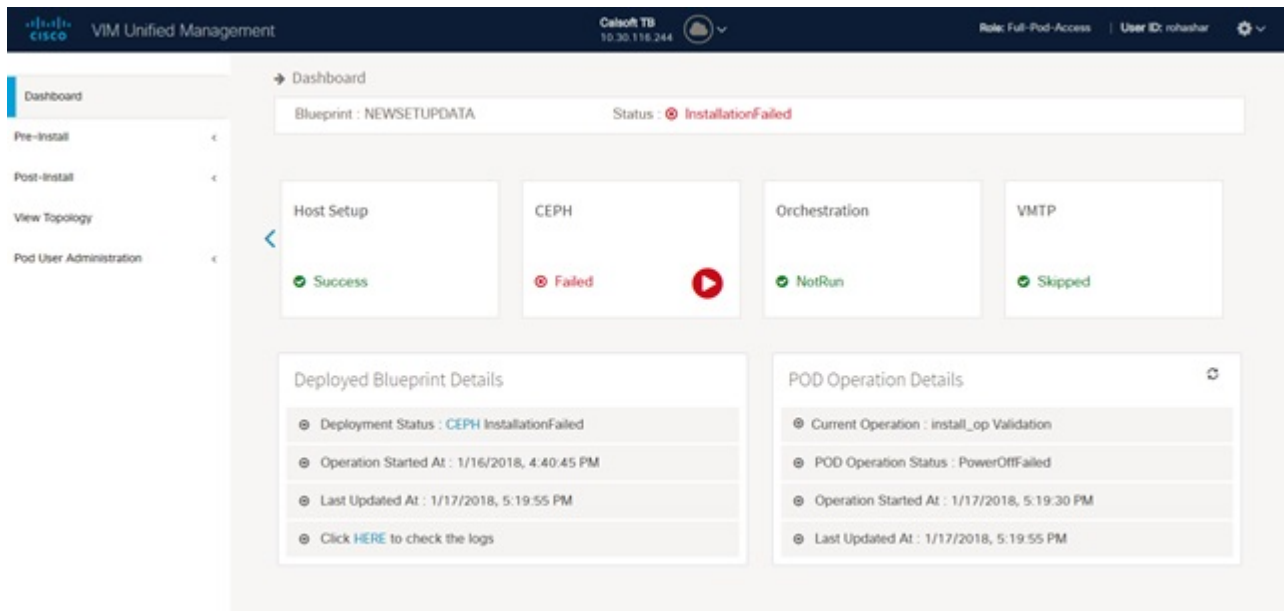 CISCO VIM Unified Management
Calsoft TB
10.30.116.244
Role: Full-Pod-Access | User ID: rohashar
Dashboard
Pre-Install
Post-Install
View Topology
Pod User Administration
Dashboard
Blueprint : NEWSETUPDATA Status : InstallationFailed
Host Setup
Success
CEPH
Failed
Orchestration
NotRun
VMTP
Skipped
Deployed Blueprint Details
Deployment Status : CEPH InstallationFailed
Operation Started At : 1/16/2018, 4:40:45 PM
Last Updated At : 1/17/2018, 5:19:55 PM
Click HERE to check the logs
POD Operation Details
Current Operation : install_op Validation
POD Operation Status : PowerOffFailed
Operation Started At : 1/17/2018, 5:19:30 PM
Last Updated At : 1/17/2018, 5:19:55 PM